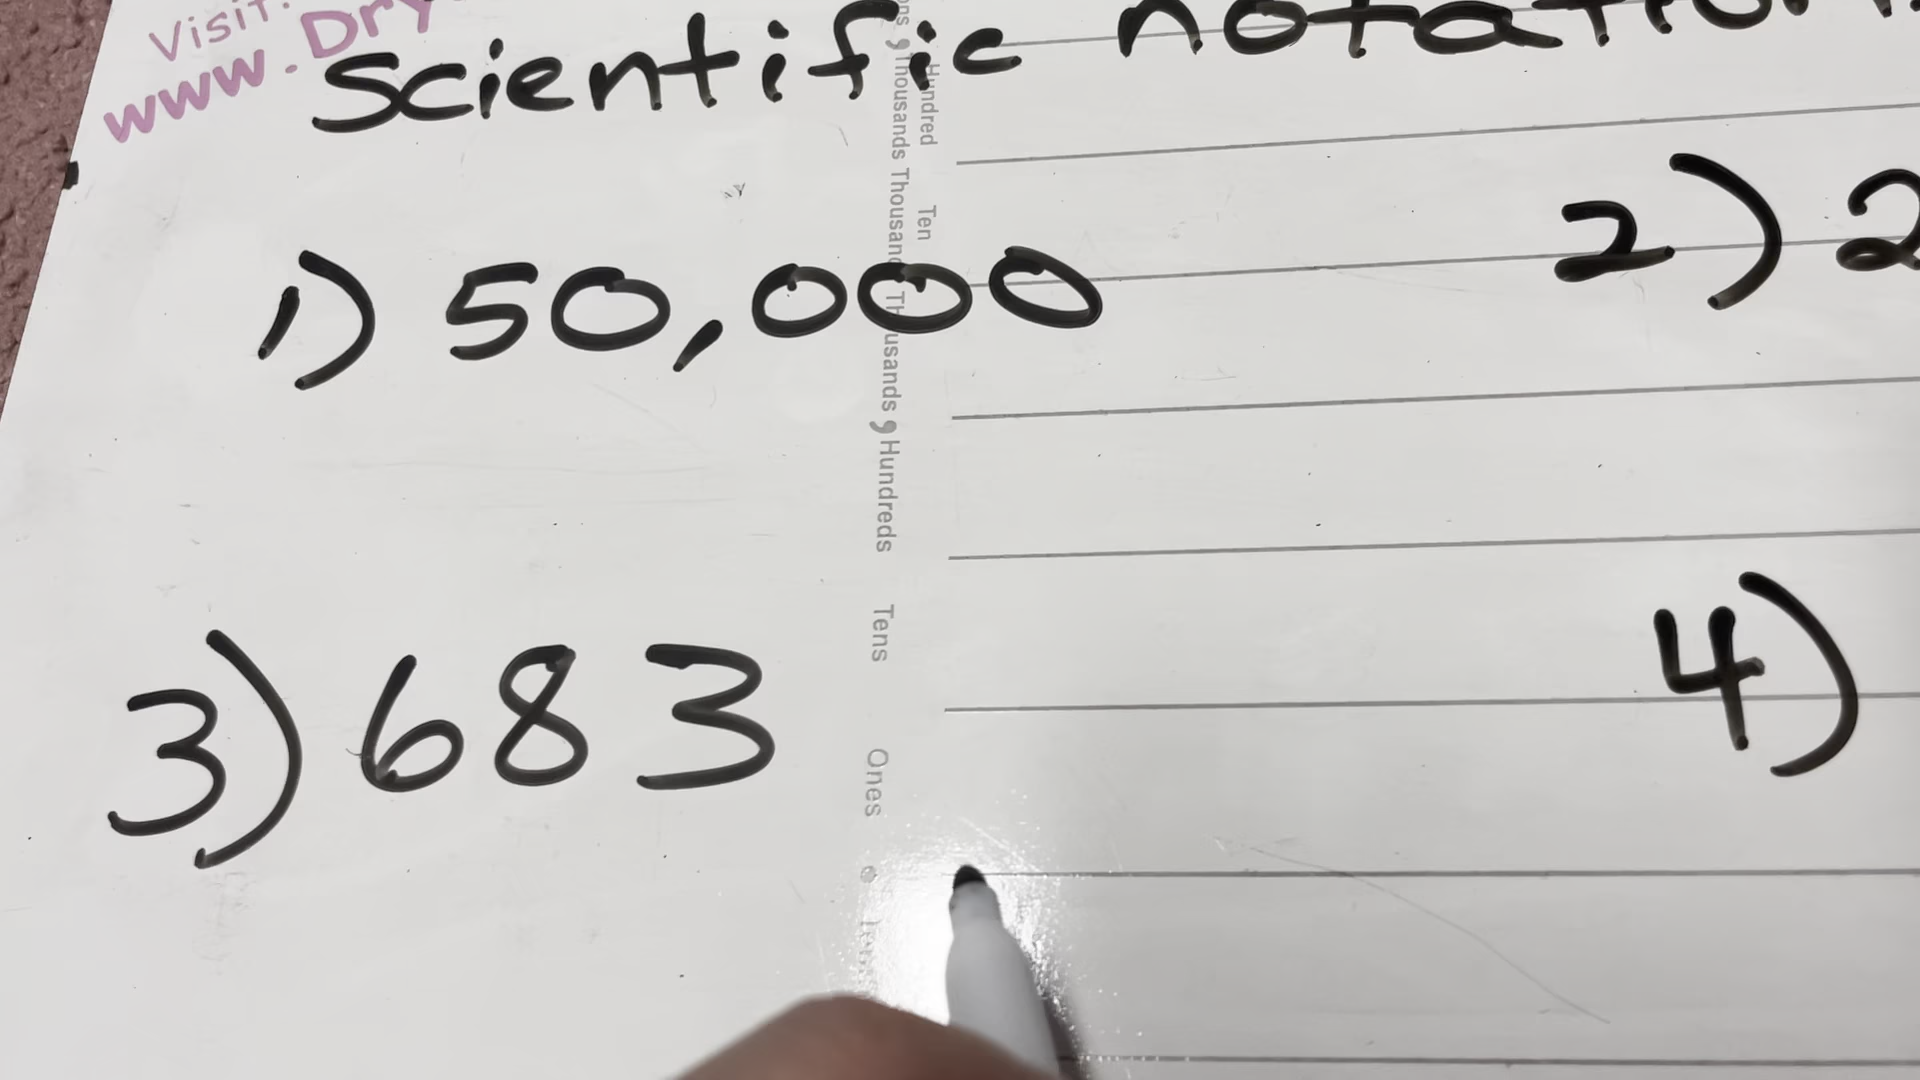 Visit:
www.Dry
Scientific notation
1) 50,000
2) 2
3) 683
4)
Hundred Ten
Thousands Thousands Thousands, Hundreds Tens Ones